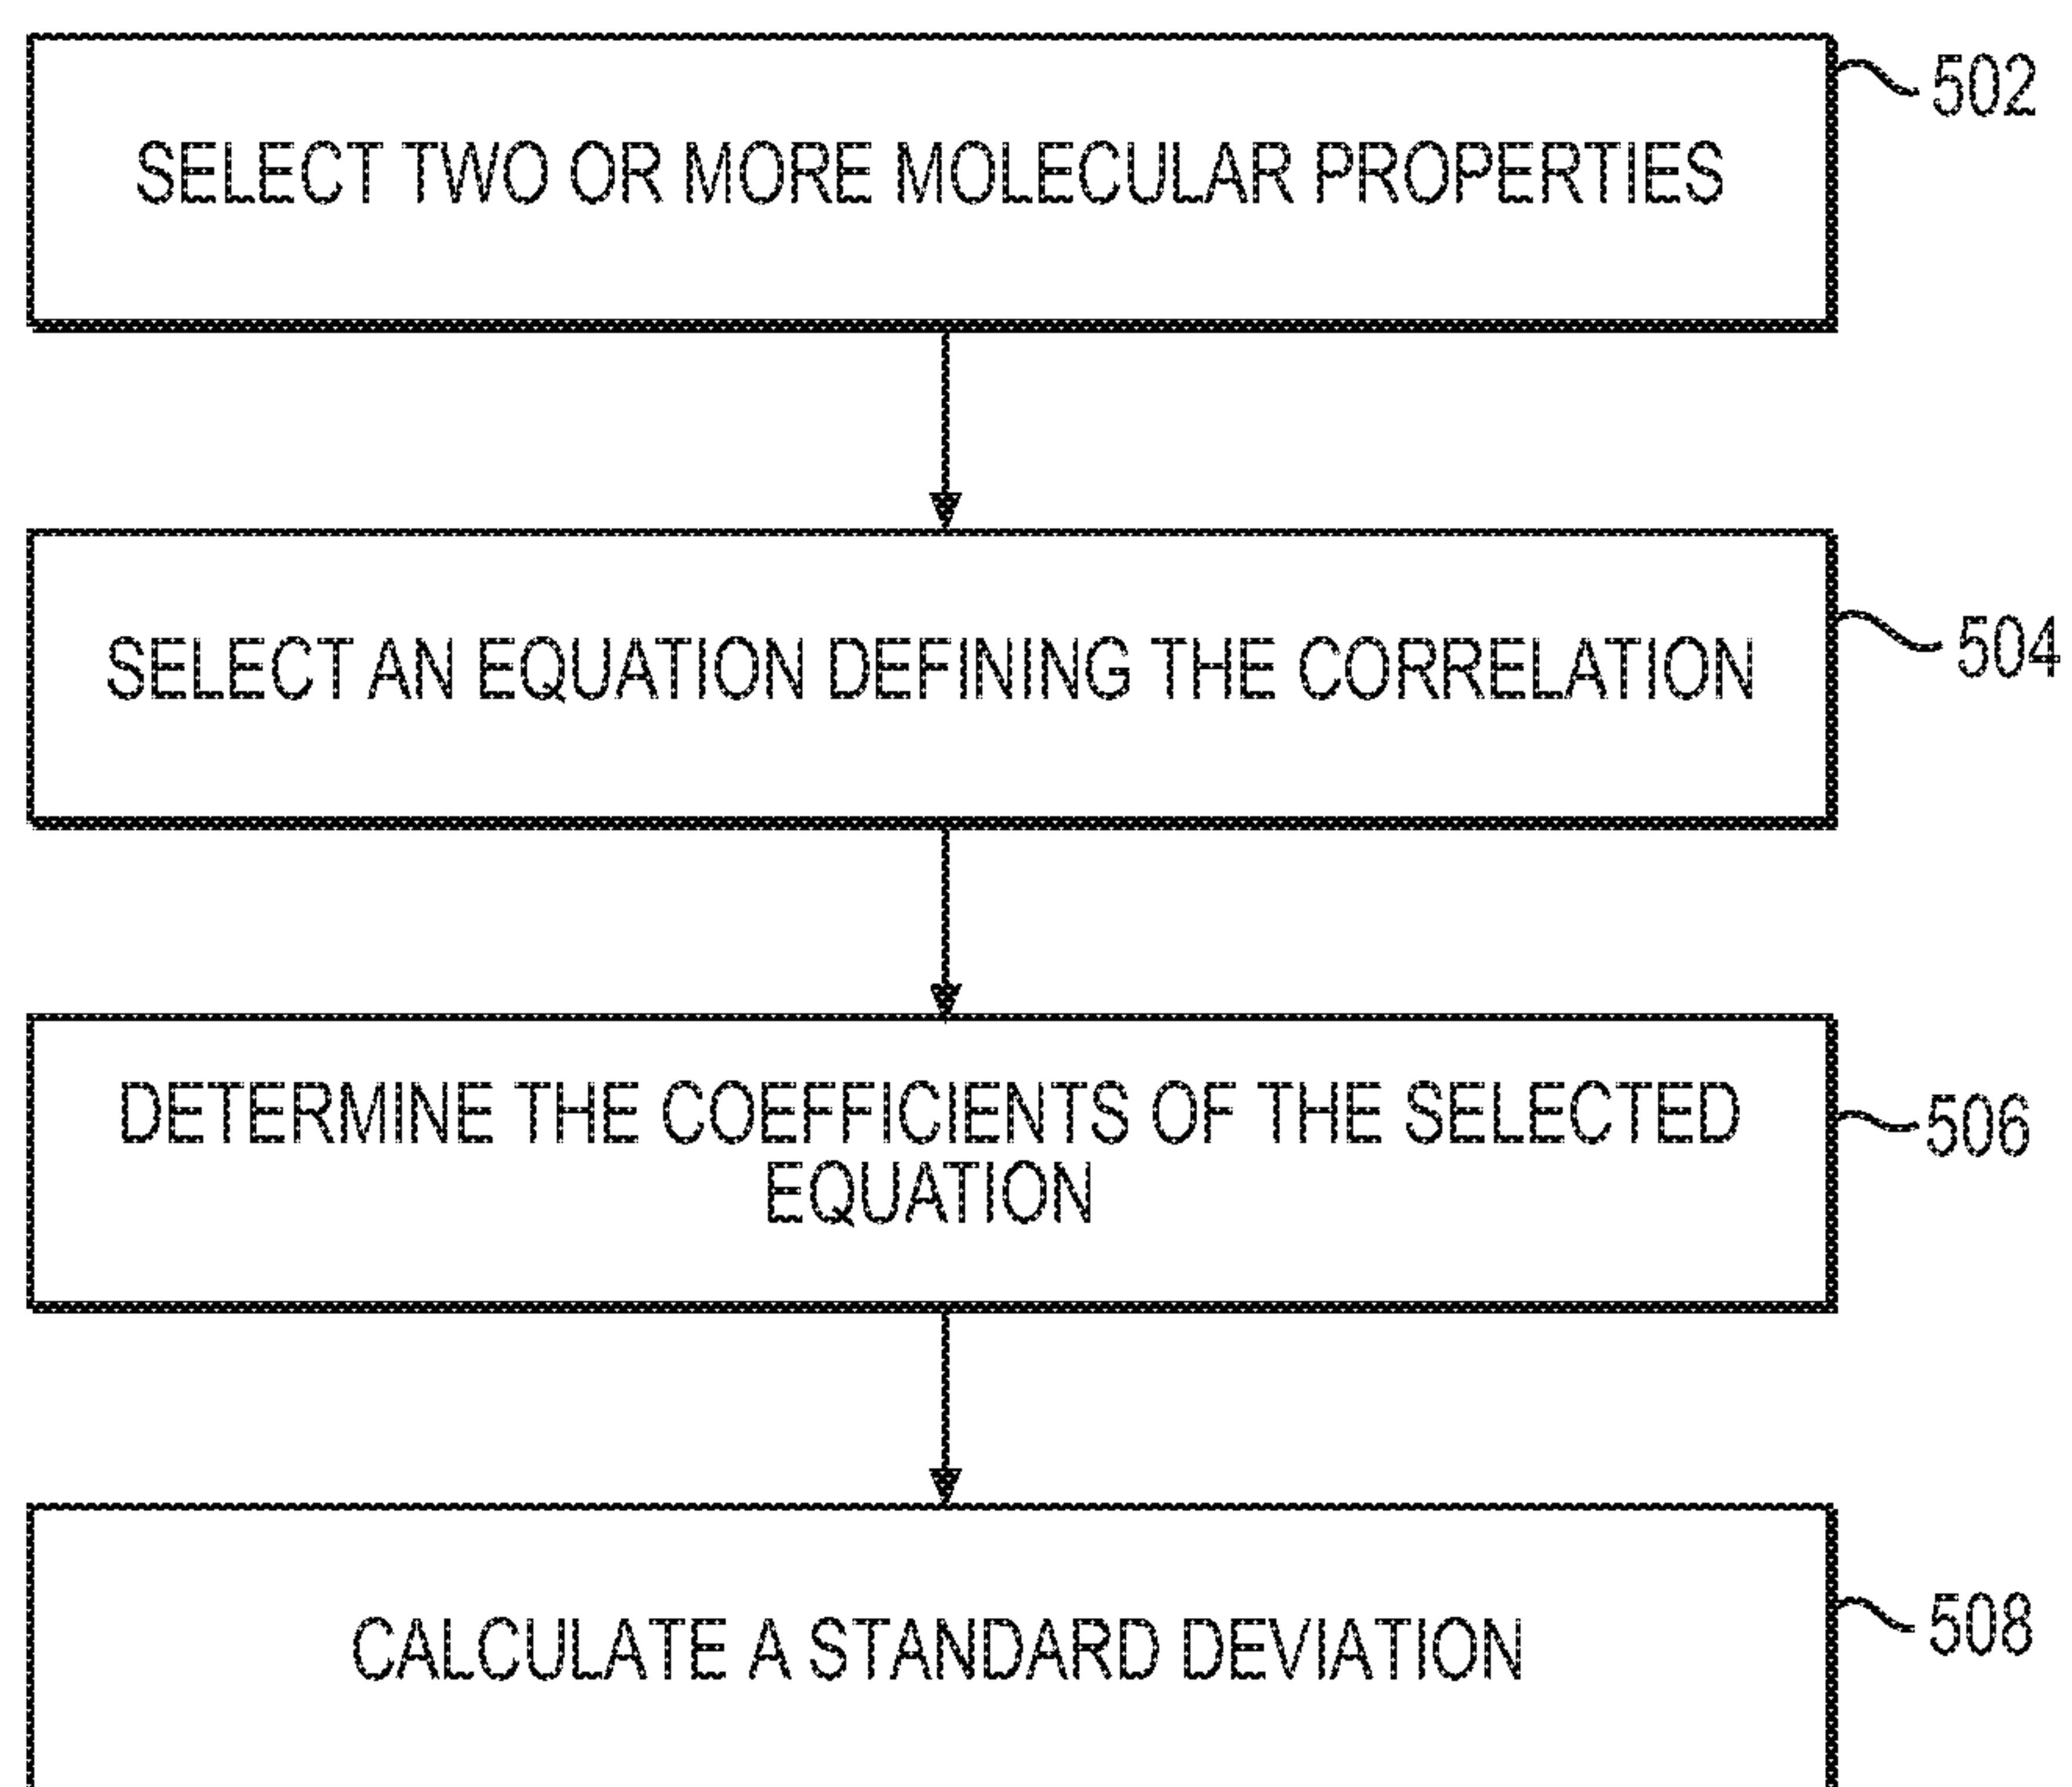 SELECT TWO OR MORE MOLECULAR PROPERTIES
502
SELECT AN EQUATION DEFINING THE CORRELATION
504
DETERMINE THE COEFFICIENTS OF THE SELECTED
EQUATION
506
CALCULATE A STANDARD DEVIATION
508